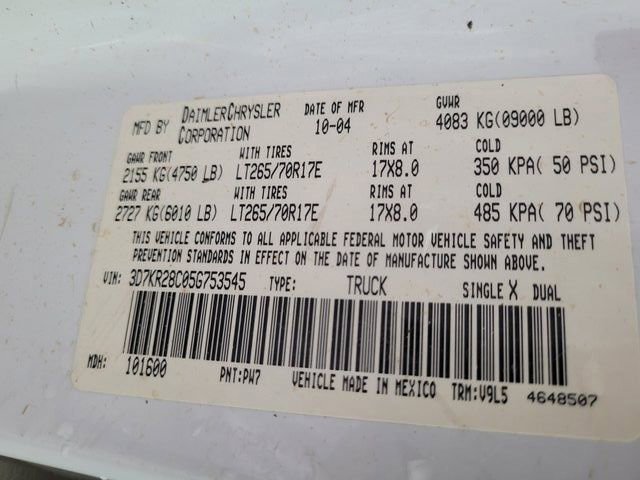 MFD BY DAIMLERCHRYSLER CORPORATION DATE OF MFR 10-04 GVWR 4083 KG(09000 LB)
GAWR FRONT WITH TIRES RIMS AT COLD
2155 KG(4750 LB) LT265/70R17E 17X8.0 350 KPA( 50 PSI)
GAWR REAR WITH TIRES RIMS AT COLD
2727 KG(6010 LB) LT265/70R17E 17X8.0 485 KPA( 70 PSI)
THIS VEHICLE CONFORMS TO ALL APPLICABLE FEDERAL MOTOR VEHICLE SAFETY AND THEFT
PREVENTION STANDARDS IN EFFECT ON THE DATE OF MANUFACTURE SHOWN ABOVE.
VIN: 3D7KR28C05G753545 TYPE: TRUCK SINGLE X DUAL
MDH: 101600 PNT:PW7 VEHICLE MADE IN MEXICO TRM:V9L5 4648507